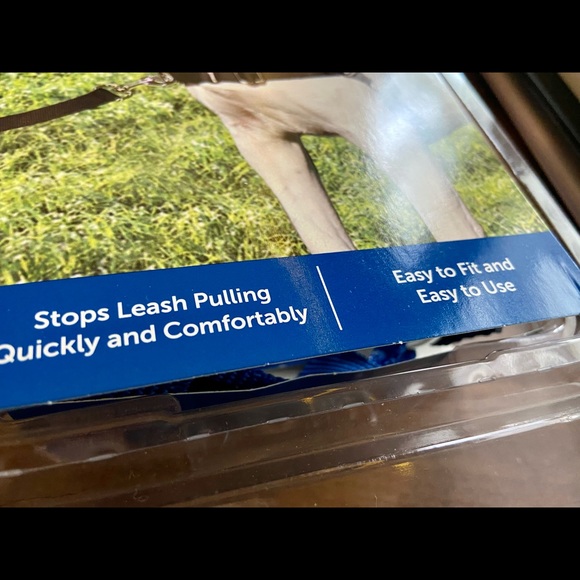 Stops Leash Pulling
Quickly and Comfortably
Easy to Fit and
Easy to Use